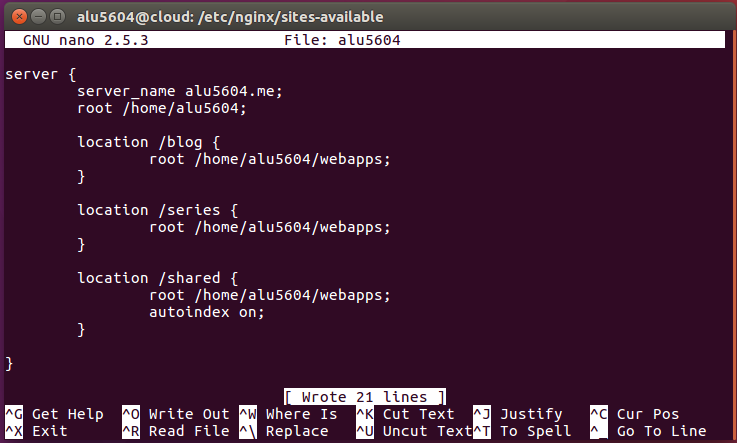 alu5604@cloud: /etc/nginx/sites-available
GNU nano 2.5.3 File: alu5604
server {
server_name alu5604.me;
root /home/alu5604;
location /blog {
root /home/alu5604/webapps;
}
location /series {
root /home/alu5604/webapps;
}
location /shared {
root /home/alu5604/webapps;
autoindex on;
}
}
[ Wrote 21 lines ]
^G Get Help ^O Write Out ^W Where Is ^K Cut Text ^J Justify ^C Cur Pos
^X Exit ^R Read File ^\ Replace ^U Uncut Text ^T To Spell ^_ Go To Line